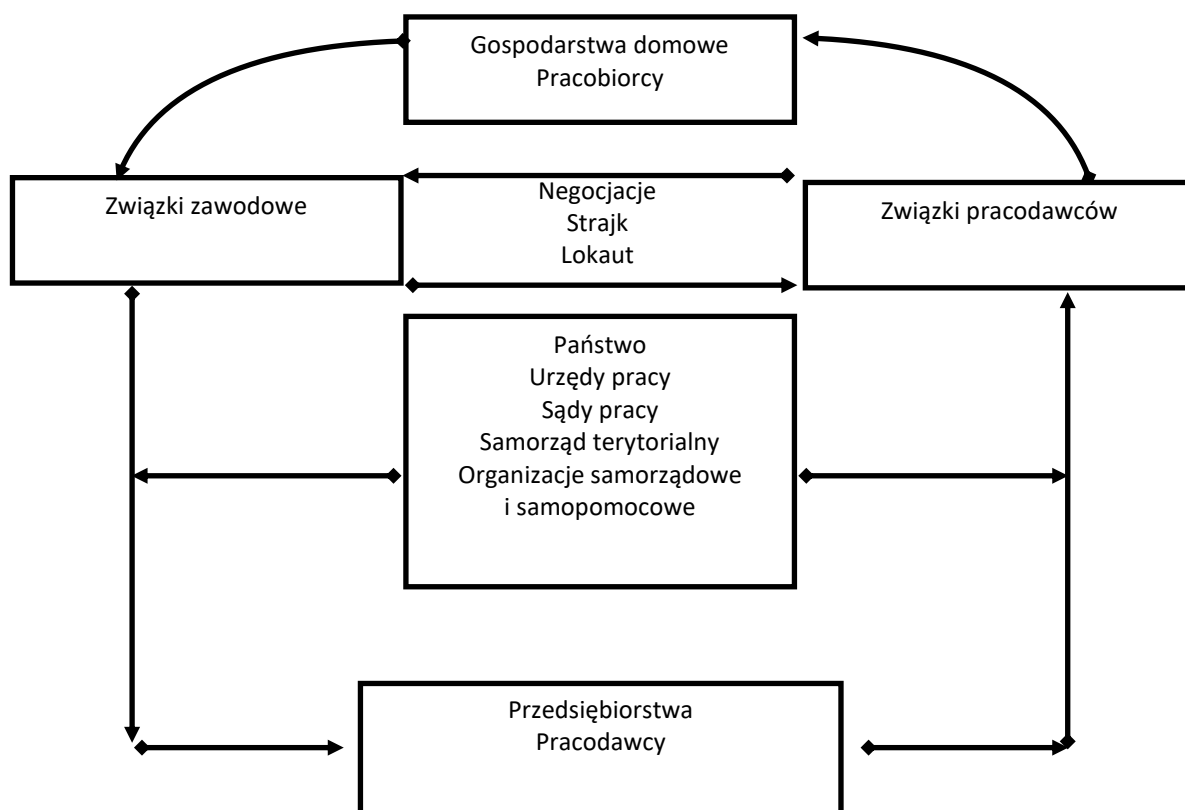 Gospodarstwa domowe
Pracobiorcy
Związki zawodowe
Negocjacje
Strajk
Lokaut
Związki pracodawców
Państwo
Urzędy pracy
Sądy pracy
Samorząd terytorialny
Organizacje samorządowe
i samopomocowe
Przedsiębiorstwa
Pracodawcy